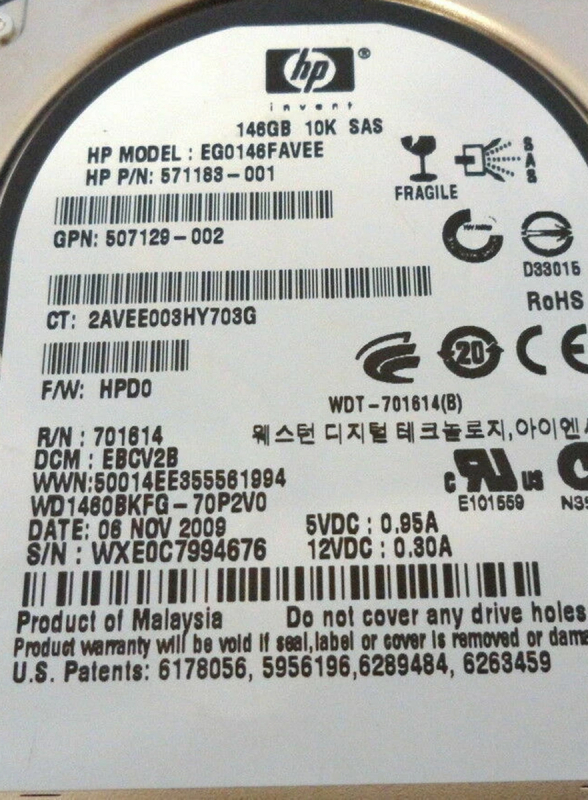 hp ®
invent
146GB 10K SAS
HP MODEL : EG0146FAVEE
HP P/N: 571183-001
FRAGILE
SAS
GPN: 507129-002
D33015
RoHS
CT: 2AVEE003HY703G
20
CE
F/W: HPD0
WDT-701614(B)
R/N : 701614
웨스턴 디지털 테크놀로지,아이엔
DCM : EBCV2B
WWN:50014EE355561994
c RU us
WD1460BKFG-70P2V0
E101559
DATE: 06 NOV 2009
5VDC : 0.95A
S/N : WXE0C7994676
12VDC : 0.30A
Product of Malaysia
Do not cover any drive holes
Product warranty will be void if seal,label or cover is removed or dama
U.S. Patents: 6178056, 5956196,6289484, 6263459